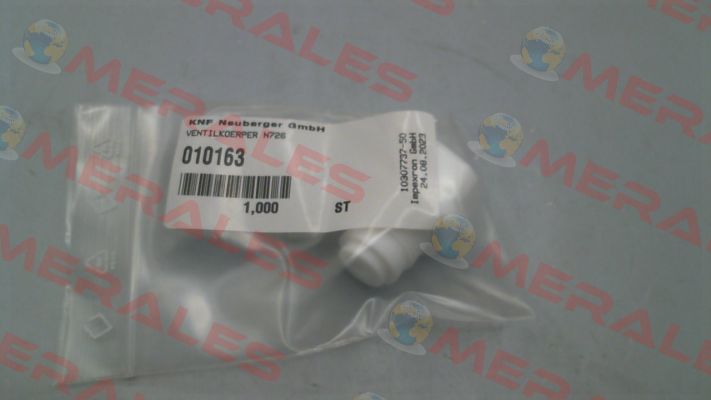 KNF Neuberger GmbH
VENTILKOERPER N726
010163
1,000 ST
10307737-50
Impexron GmbH
24.08.2023
MERALES
MERALES
MERALES
MERALES
MERALES
MERALES